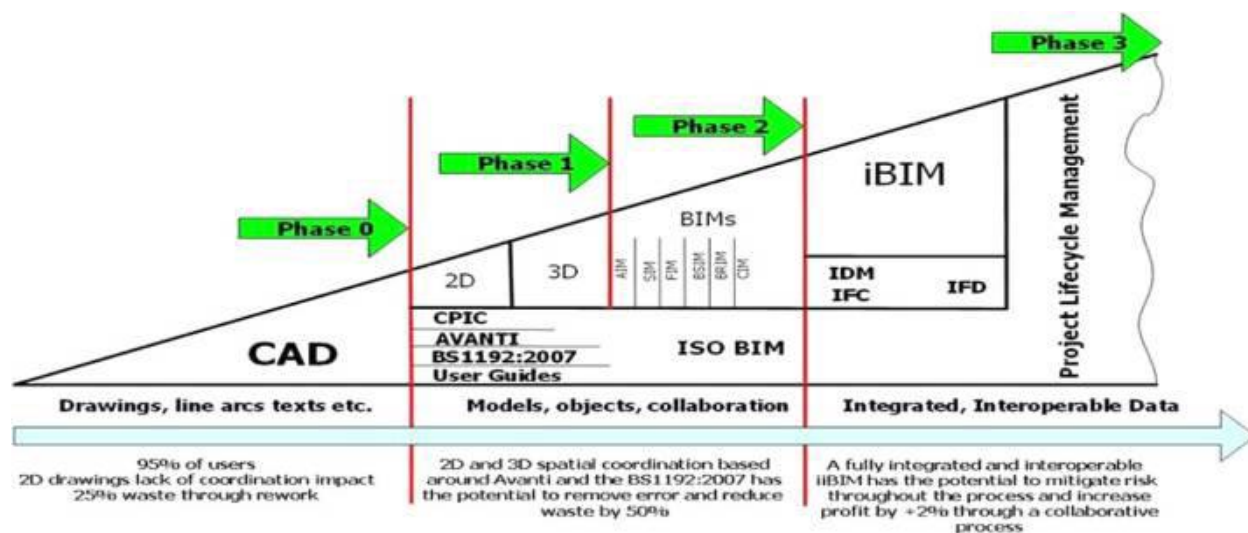 Phase 3
Phase 2
Phase 1
Phase 0
iBIM
BIMs
2D
3D
AIM
SIM
FIM
BSIM
BRIM
CIM
IDM
IFC
IFD
Project Lifecycle Management
CAD
CPIC
AVANTI
BS1192:2007
User Guides
ISO BIM
Drawings, line arcs texts etc.
Models, objects, collaboration
Integrated, Interoperable Data
95% of users
2D drawings lack of coordination impact
25% waste through rework
2D and 3D spatial coordination based
around Avanti and the BS1192:2007 has
the potential to remove error and reduce
waste by 50%
A fully integrated and interoperable
iiBIM has the potential to mitigate risk
throughout the process and increase
profit by +2% through a collaborative
process